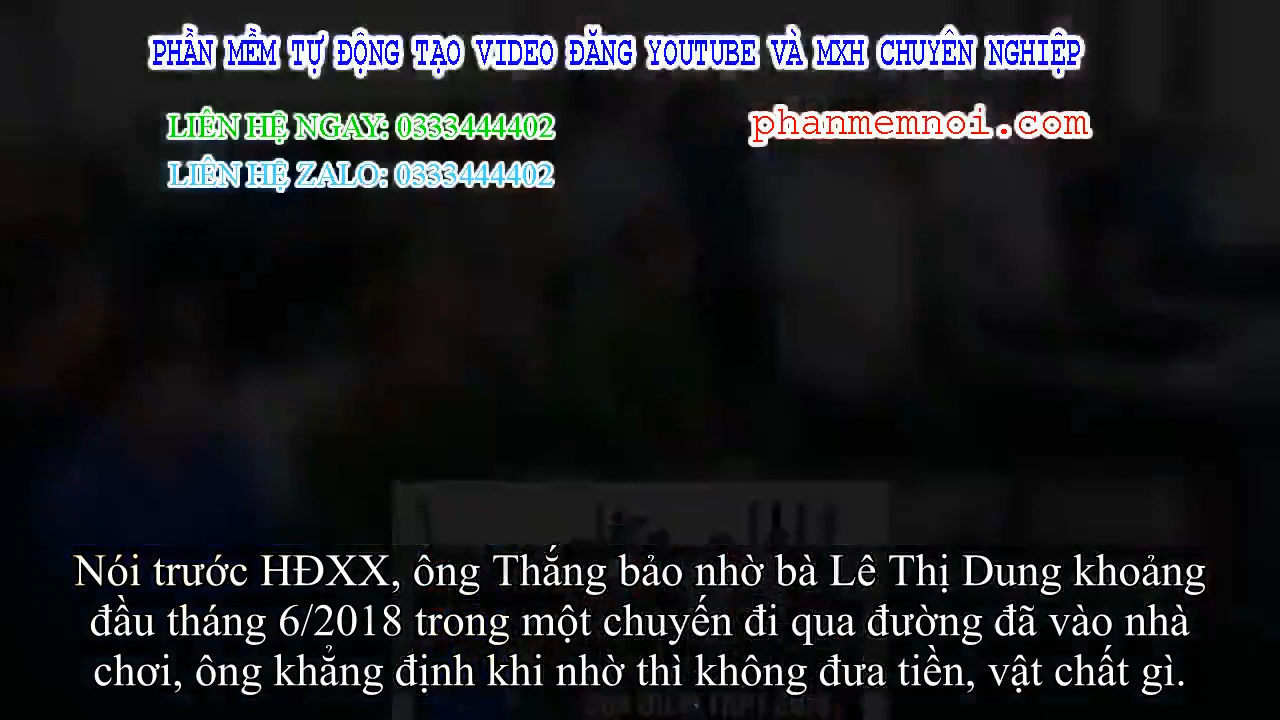 PHẦN MỀM TỰ ĐỘNG TẠO VIDEO ĐĂNG YOUTUBE VÀ MXH CHUYÊN NGHIỆP
LIÊN HỆ NGAY: 0333444402
phanmemnoi.com
LIÊN HỆ ZALO: 0333444402
Nói trước HĐXX, ông Thắng bảo nhờ bà Lê Thị Dung khoảng
đầu tháng 6/2018 trong một chuyến đi qua đường đã vào nhà
chơi, ông khẳng định khi nhờ thì không đưa tiền, vật chất gì.